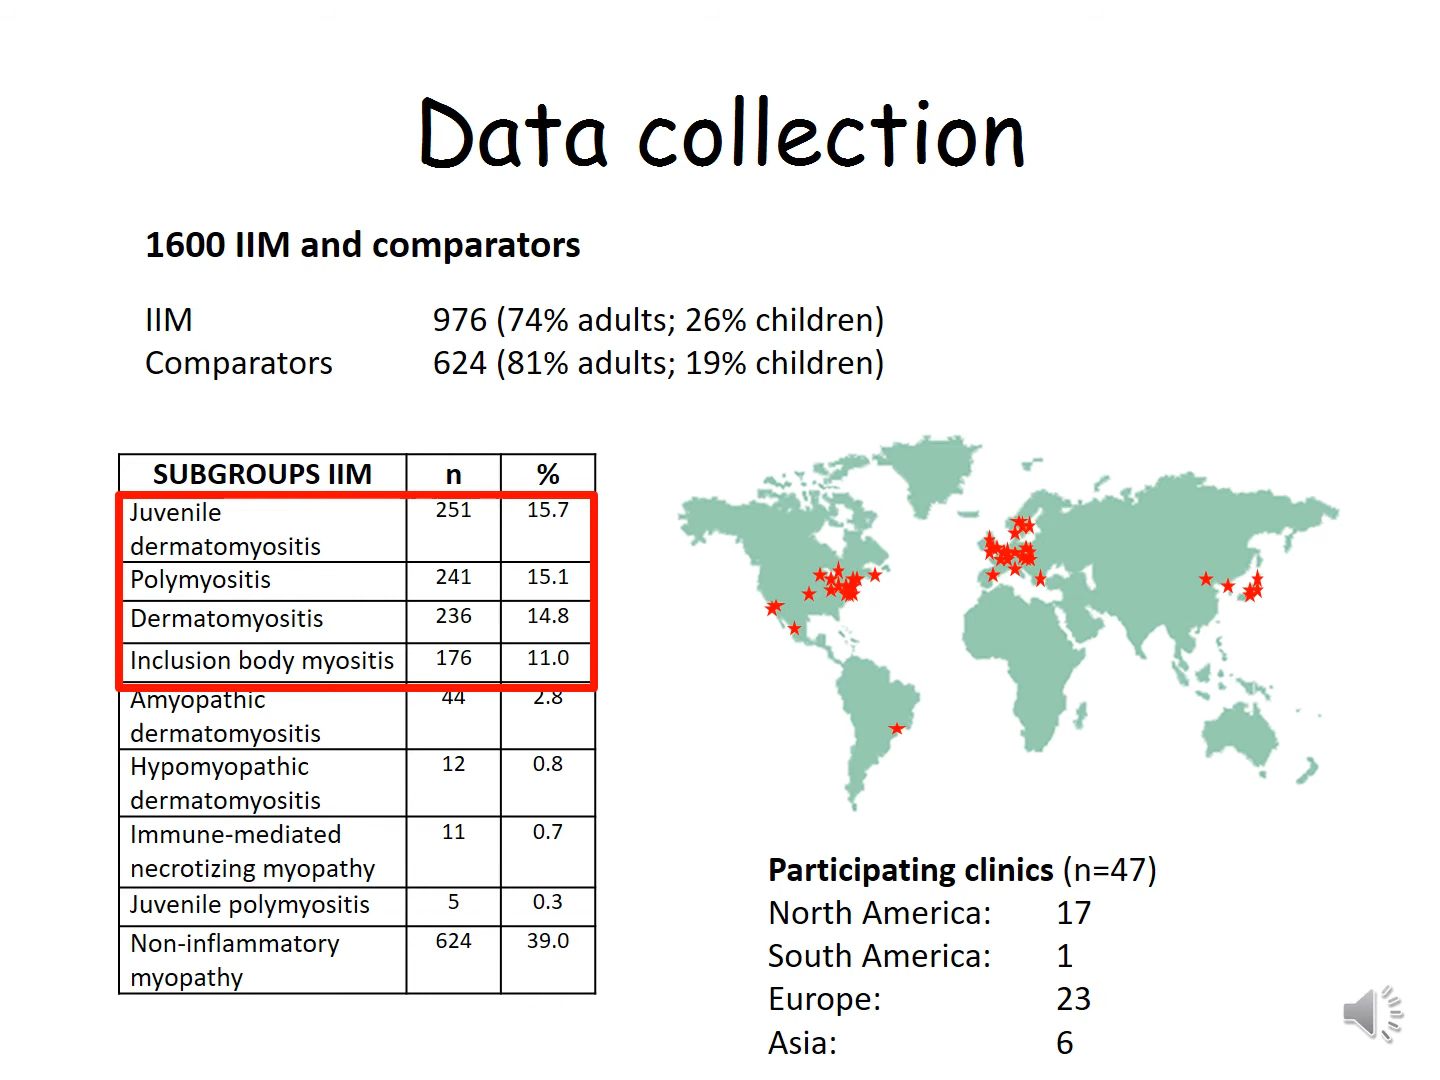 Data collection
1600 IIM and comparators
IIM 976 (74% adults; 26% children)
Comparators 624 (81% adults; 19% children)
SUBGROUPS IIM n %
Juvenile 251 15.7
dermatomyositis
Polymyositis 241 15.1
Dermatomyositis 236 14.8
Inclusion body myositis 176 11.0
Amyopathic 44 2.8
dermatomyositis
Hypomyopathic 12 0.8
dermatomyositis
Immune-mediated 11 0.7
necrotizing myopathy
Juvenile polymyositis 5 0.3
Non-inflammatory 624 39.0
myopathy
Participating clinics (n=47)
North America: 17
South America: 1
Europe: 23
Asia: 6